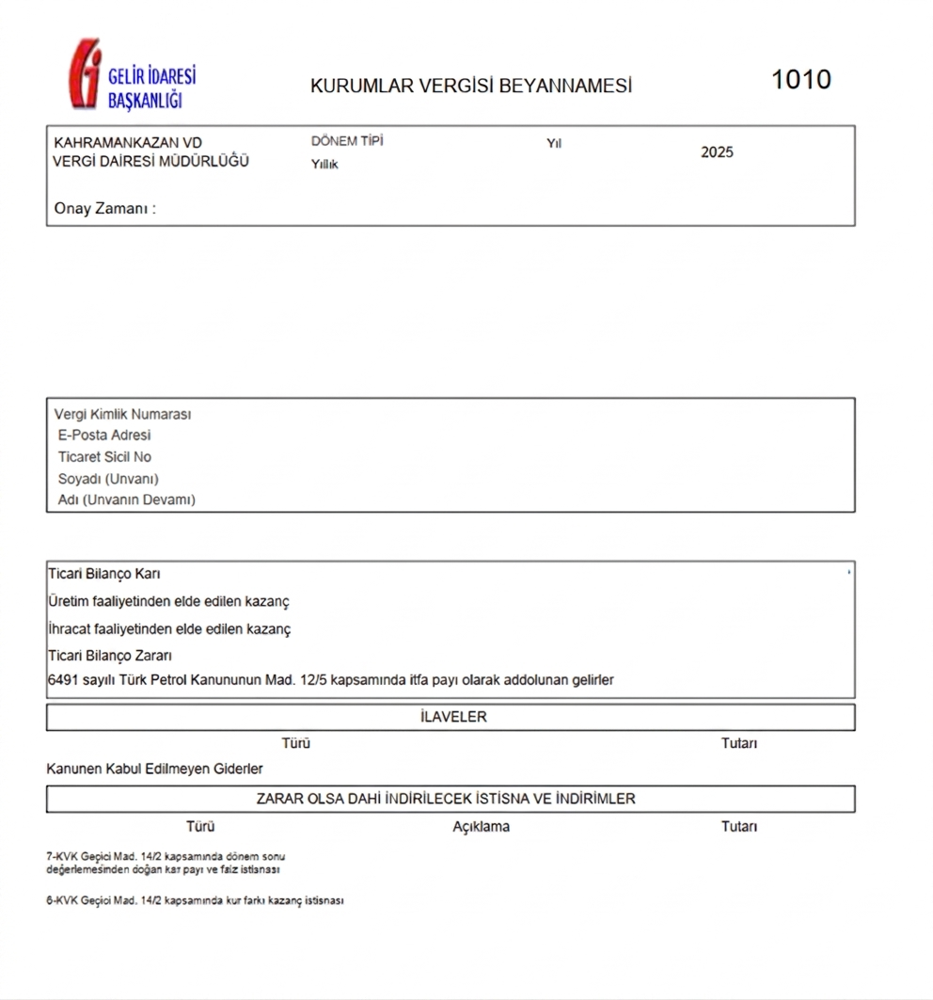 GELİR İDARESİ
BAŞKANLIĞI
KURUMLAR VERGİSİ BEYANNAMESİ
1010
KAHRAMANKAZAN VD
VERGİ DAİRESİ MÜDÜRLÜĞÜ
DÖNEM TİPİ
Yıllık
Yıl
2025
Onay Zamanı :
Vergi Kimlik Numarası
E-Posta Adresi
Ticaret Sicil No
Soyadı (Unvanı)
Adı (Unvanın Devamı)
Ticari Bilanço Karı
Üretim faaliyetinden elde edilen kazanç
İhracat faaliyetinden elde edilen kazanç
Ticari Bilanço Zararı
6491 sayılı Türk Petrol Kanununun Mad. 12/5 kapsamında itfa payı olarak addolunan gelirler
İLAVELER
Türü Tutarı
Kanunen Kabul Edilmeyen Giderler
ZARAR OLSA DAHİ İNDİRİLECEK İSTİSNA VE İNDİRİMLER
Türü Açıklama Tutarı
7-KVK Geçici Mad. 14/2 kapsamında dönem sonu
değerlemesinden doğan kar payı ve faiz istisnası
6-KVK Geçici Mad. 14/2 kapsamında kur farkı kazanç istisnası